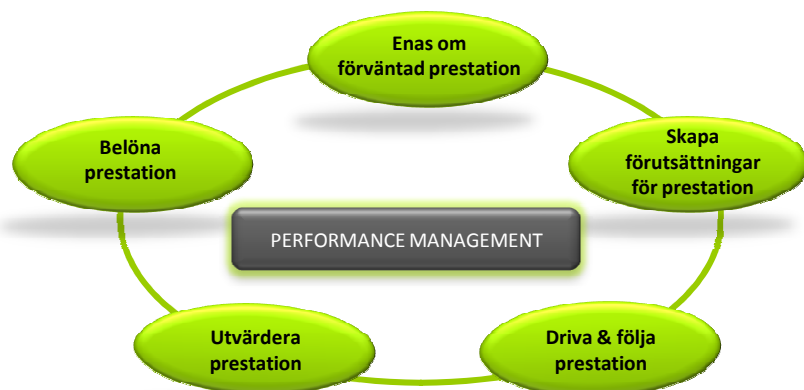 Enas om
förväntad prestation
Belöna
prestation
Skapa
förutsättningar
för prestation
PERFORMANCE MANAGEMENT
Utvärdera
prestation
Driva & följa
prestation